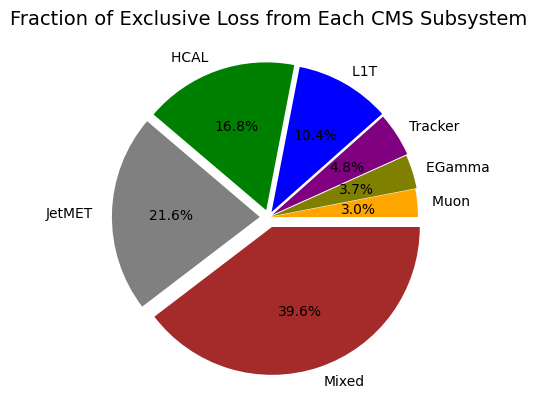 Fraction of Exclusive Loss from Each CMS Subsystem
HCAL
L1T
Tracker
EGamma
Muon
JetMET
Mixed
16.8%
10.4%
4.8%
3.7%
3.0%
21.6%
39.6%